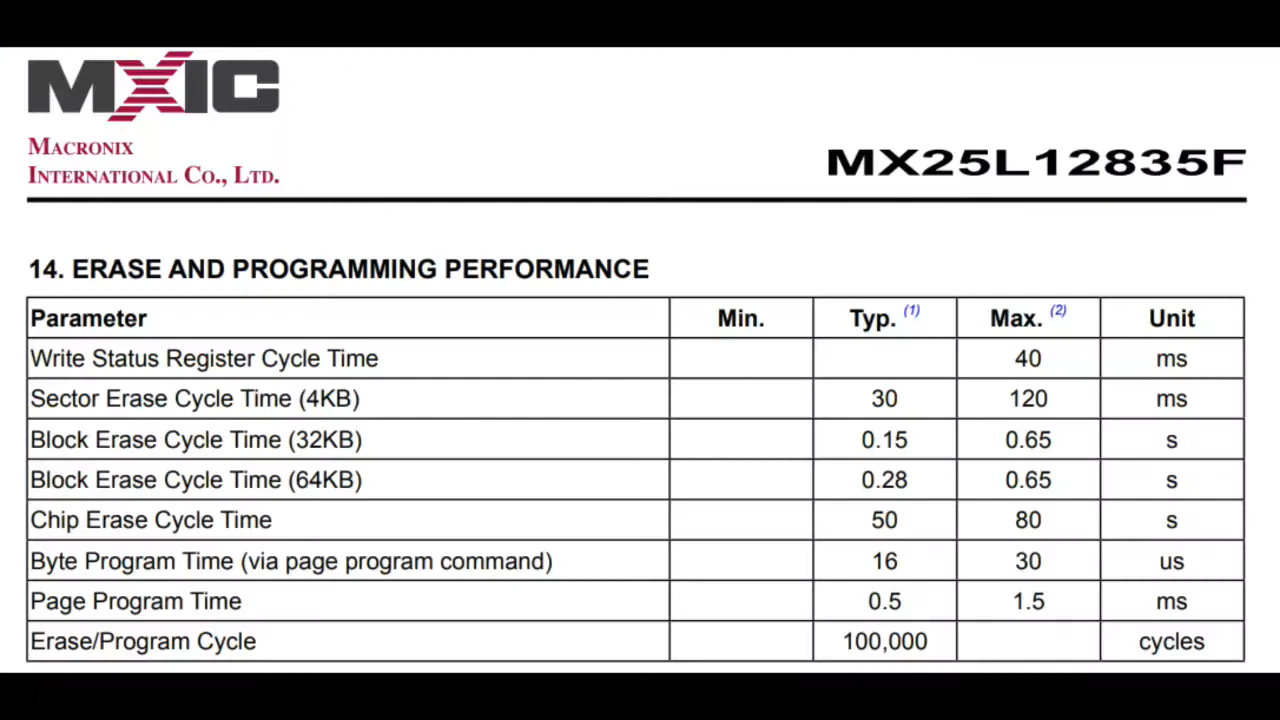 MXIC
MACRONIX
INTERNATIONAL CO., LTD.
MX25L12835F
14. ERASE AND PROGRAMMING PERFORMANCE
Parameter Min. Typ. (1) Max. (2) Unit
Write Status Register Cycle Time 40 ms
Sector Erase Cycle Time (4KB) 30 120 ms
Block Erase Cycle Time (32KB) 0.15 0.65 s
Block Erase Cycle Time (64KB) 0.28 0.65 s
Chip Erase Cycle Time 50 80 s
Byte Program Time (via page program command) 16 30 us
Page Program Time 0.5 1.5 ms
Erase/Program Cycle 100,000 cycles